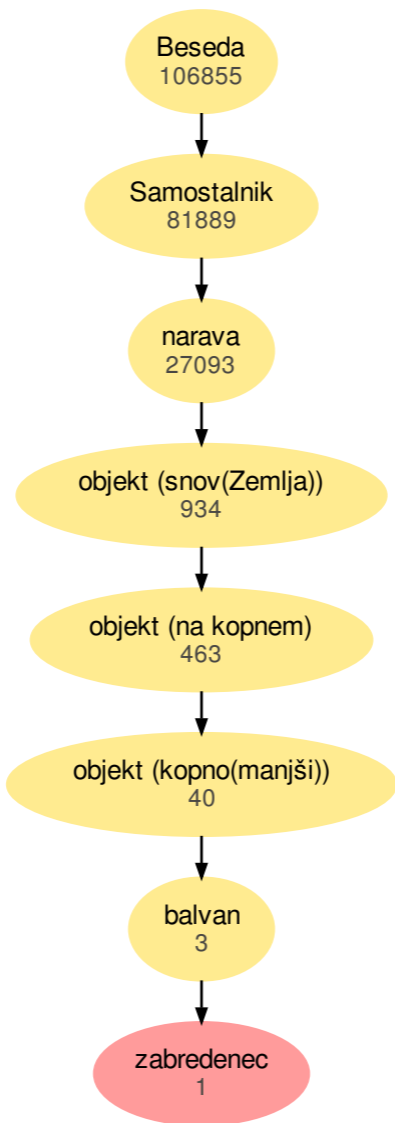 Beseda
106855
Samostalnik
81889
narava
27093
objekt (snov(Zemlja))
934
objekt (na kopnem)
463
objekt (kopno(manjši))
40
balvan
3
zabredenec
1